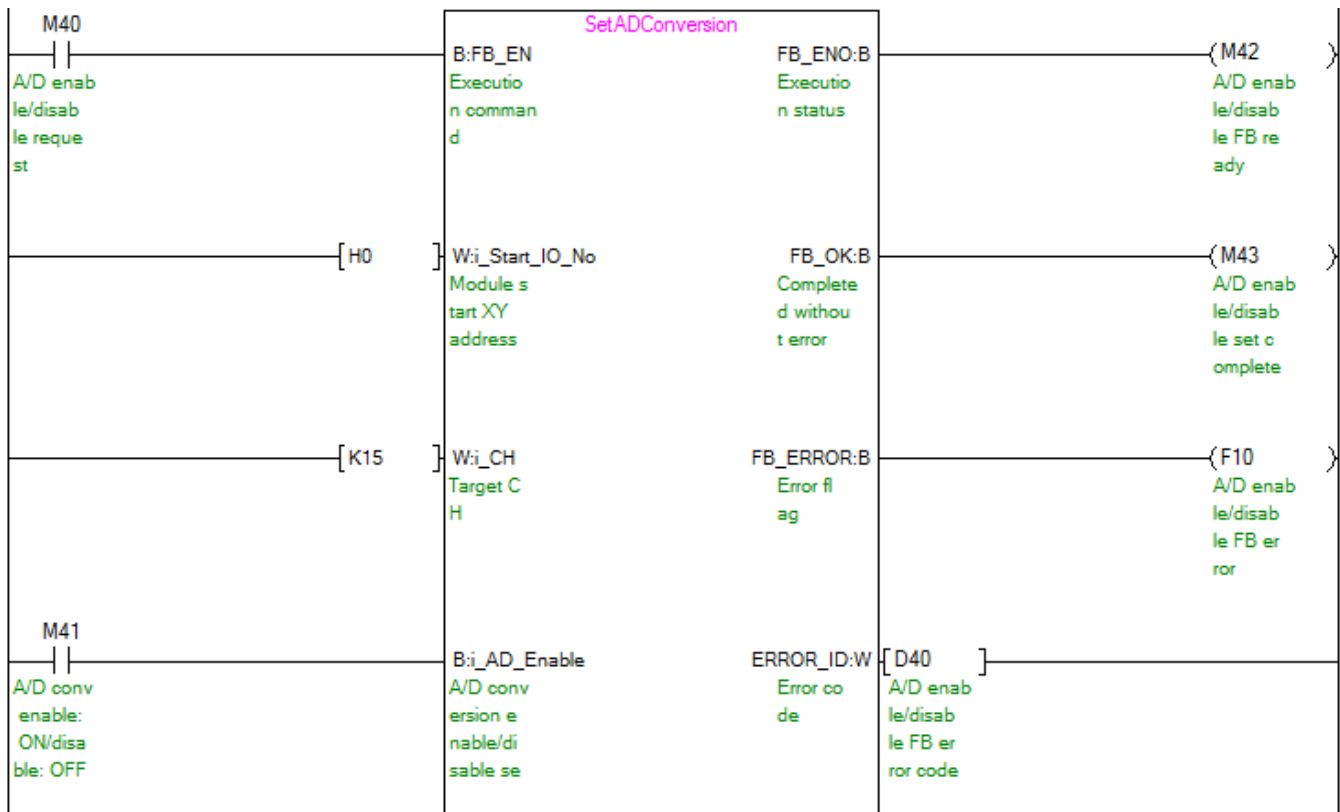 SetADConversion
M40
B:FB_EN
FB_ENO:B
M42
A/D enab
le/disab
le reque
st
Executio
n comman
d
Executio
n status
A/D enab
le/disab
le FB re
ady
H0
W:i_Start_IO_No
FB_OK:B
M43
Module s
tart XY
address
Complete
d withou
t error
A/D enab
le/disab
le set c
omplete
K15
W:i_CH
FB_ERROR:B
F10
Target C
H
Error fl
ag
A/D enab
le/disab
le FB er
ror
M41
B:i_AD_Enable
ERROR_ID:W
D40
A/D conv
enable:
ON/disa
ble: OFF
A/D conv
ersion e
nable/di
sable se
Error co
de
A/D enab
le/disab
le FB er
ror code